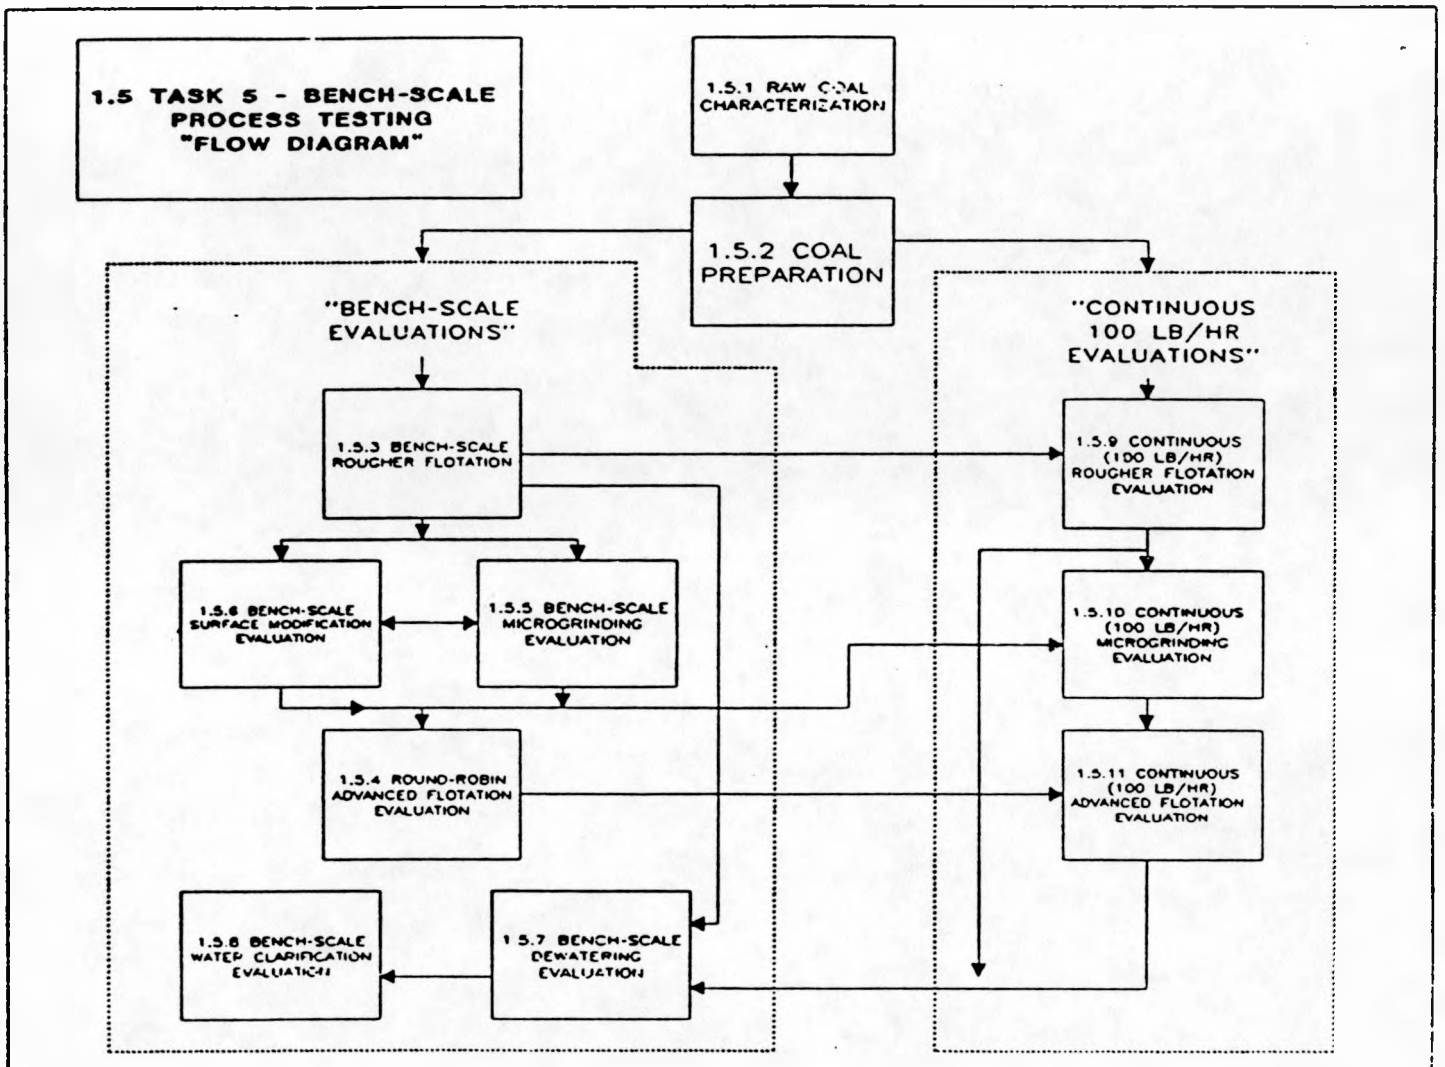 1.5 TASK 5 - BENCH-SCALE
PROCESS TESTING
"FLOW DIAGRAM"
1.5.1 RAW COAL
CHARACTERIZATION
1.5.2 COAL
PREPARATION
"BENCH-SCALE
EVALUATIONS"
"CONTINUOUS
100 LB/HR
EVALUATIONS"
1.5.3 BENCH-SCALE
ROUGHER FLOTATION
1.5.9 CONTINUOUS
(100 LB/HR)
ROUGHER FLOTATION
EVALUATION
1.5.6 BENCH-SCALE
SURFACE MODIFICATION
EVALUATION
1.5.5 BENCH-SCALE
MICROGRINDING
EVALUATION
1.5.10 CONTINUOUS
(100 LB/HR)
MICROGRINDING
EVALUATION
1.5.4 ROUND-ROBIN
ADVANCED FLOTATION
EVALUATION
1.5.11 CONTINUOUS
(100 LB/HR)
ADVANCED FLOTATION
EVALUATION
1.5.8 BENCH-SCALE
WATER CLARIFICATION
EVALUATION
1.5.7 BENCH-SCALE
DEWATERING
EVALUATION